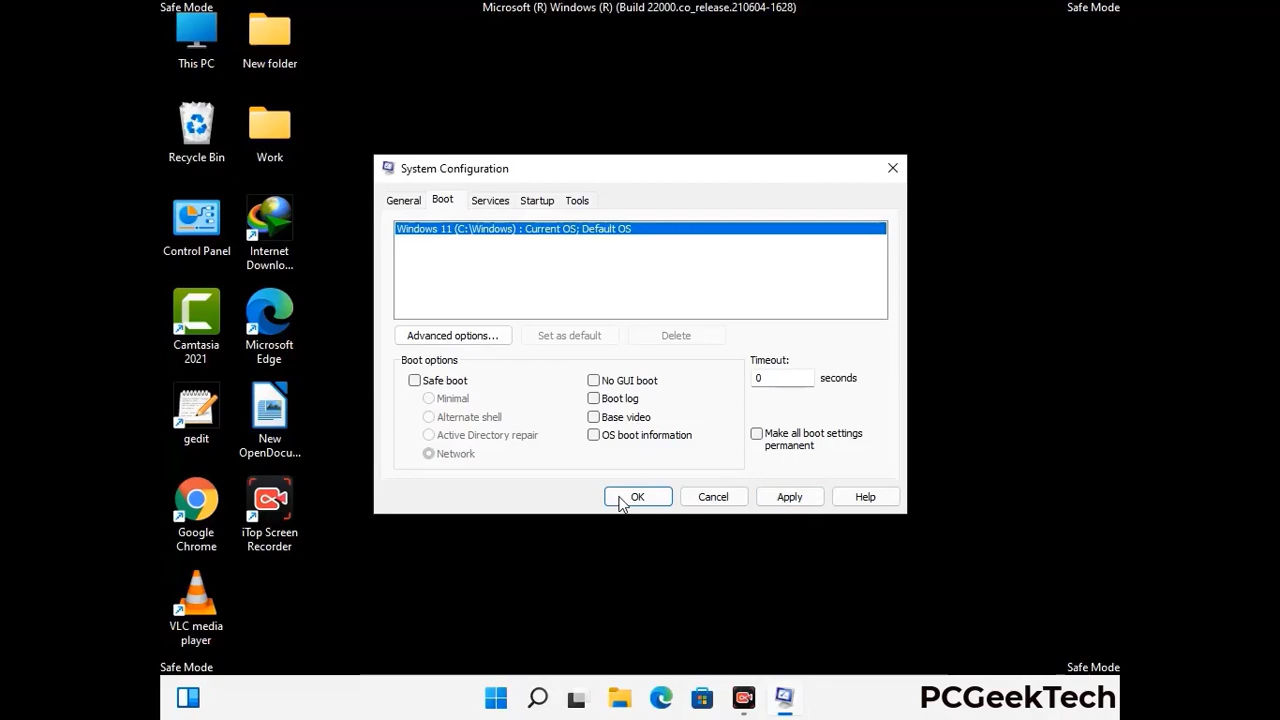 Safe Mode
Microsoft (R) Windows (R) (Build 22000.co_release.210604-1628)
Safe Mode
This PC
New folder
Recycle Bin
Work
Control Panel
Internet
Downlo...
Camtasia
2021
Microsoft
Edge
gedit
New
OpenDocu...
Google
Chrome
iTop Screen
Recorder
VLC media
player
System Configuration
General
Boot
Services
Startup
Tools
Windows 11 (C:\Windows) : Current OS; Default OS
Advanced options...
Set as default
Delete
Boot options
Safe boot
Minimal
Alternate shell
Active Directory repair
Network
No GUI boot
Boot log
Base video
OS boot information
Timeout:
0 seconds
Make all boot settings
permanent
OK
Cancel
Apply
Help
Safe Mode
Safe Mode
PCGeekTech